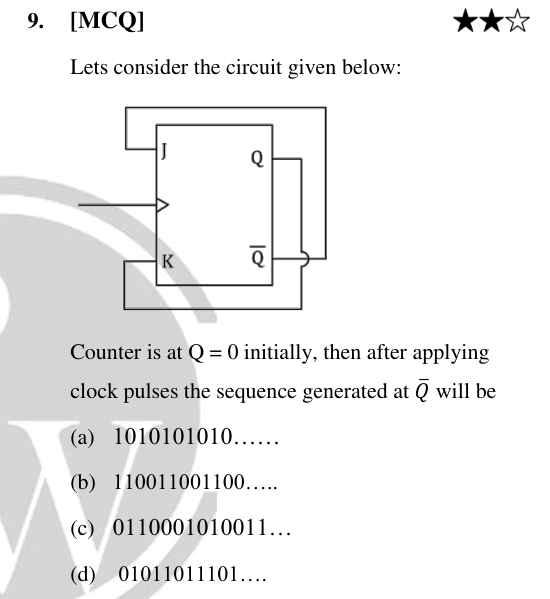 9. [MCQ] ★★☆
Lets consider the circuit given below:
J
Q
K
Q̅
Counter is at Q = 0 initially, then after applying
clock pulses the sequence generated at Q̅ will be
(a) 1010101010……
(b) 110011001100…..
(c) 0110001010011…
(d) 01011011101….